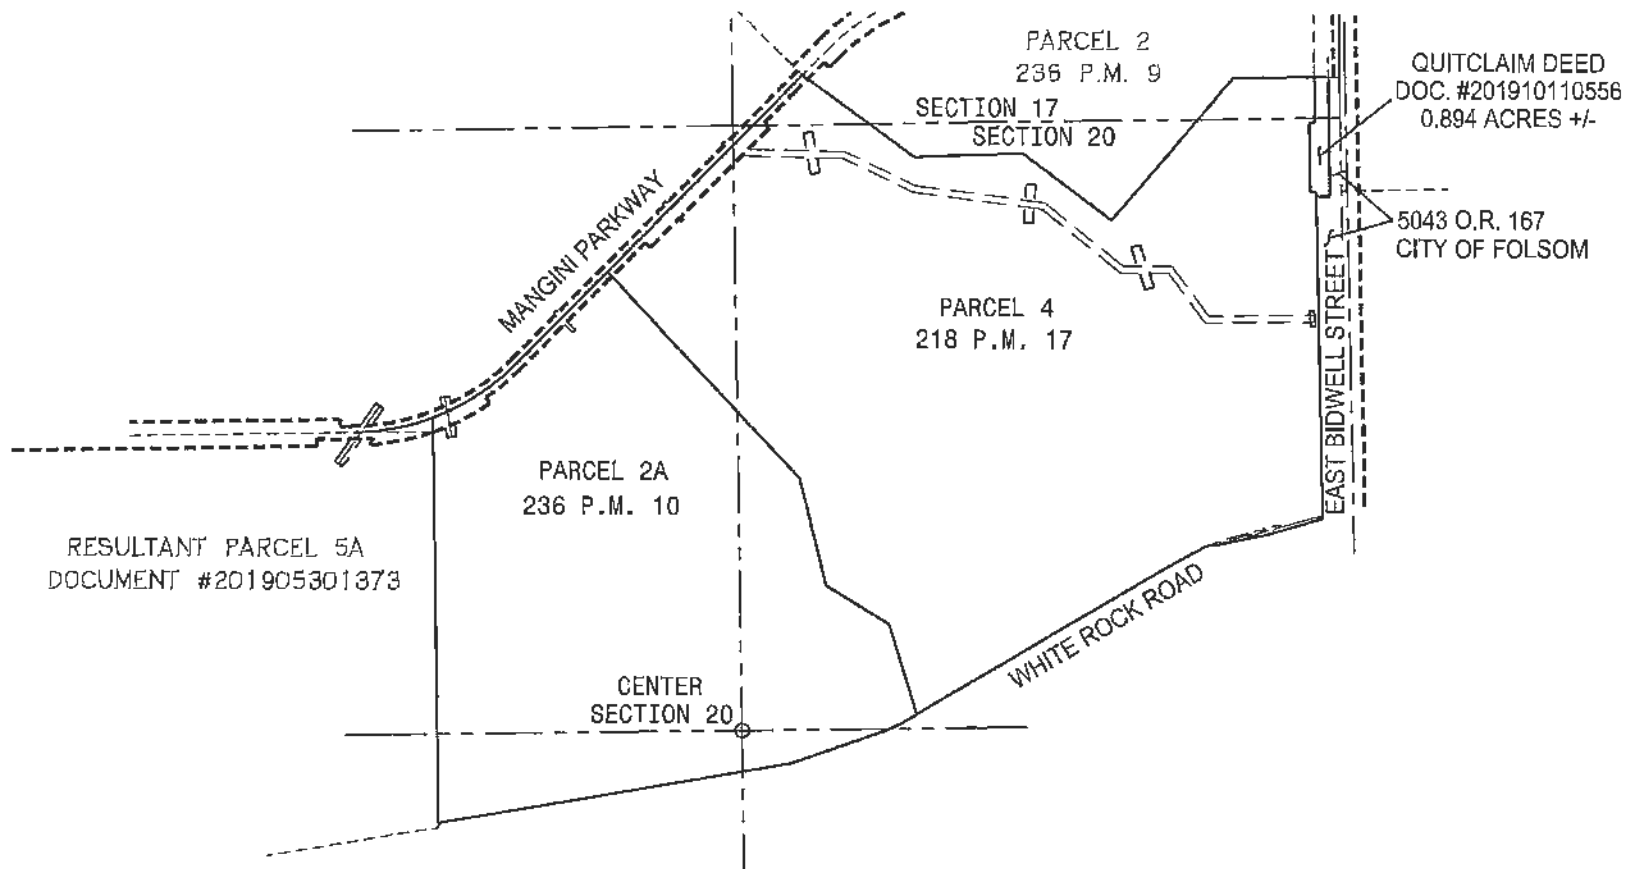 PARCEL 2
236 P.M. 9
QUITCLAIM DEED
DOC. #201910110556
0.894 ACRES +/-
SECTION 17
SECTION 20
MANGINI PARKWAY
5043 O.R. 167
CITY OF FOLSOM
PARCEL 4
218 P.M. 17
EAST BIDWELL STREET
PARCEL 2A
236 P.M. 10
RESULTANT PARCEL 5A
DOCUMENT #201905301373
WHITE ROCK ROAD
CENTER
SECTION 20